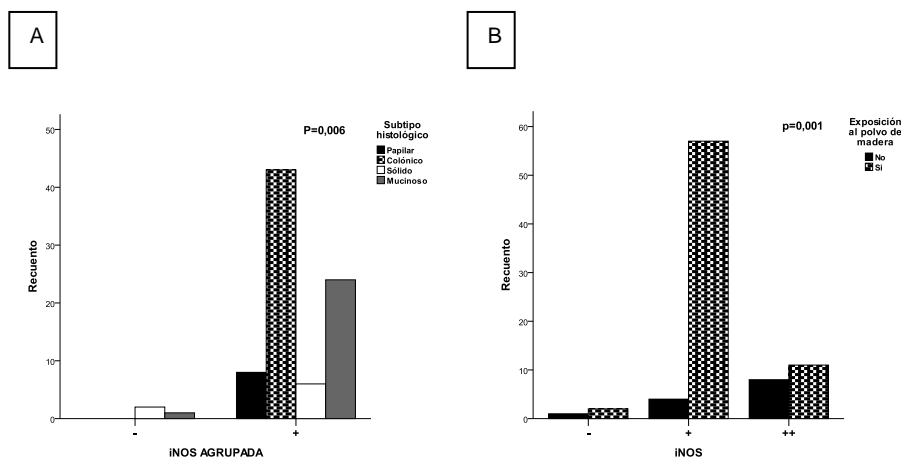 A
P=0,006
Subtipo
histológico
Papilar
Colónico
Sólido
Mucinoso
50
40
30
20
10
0
Recuento
-
+
iNOS AGRUPADA
B
p=0,001
Exposición
al polvo de
madera
No
Si
60
50
40
30
20
10
0
Recuento
-
+
++
iNOS